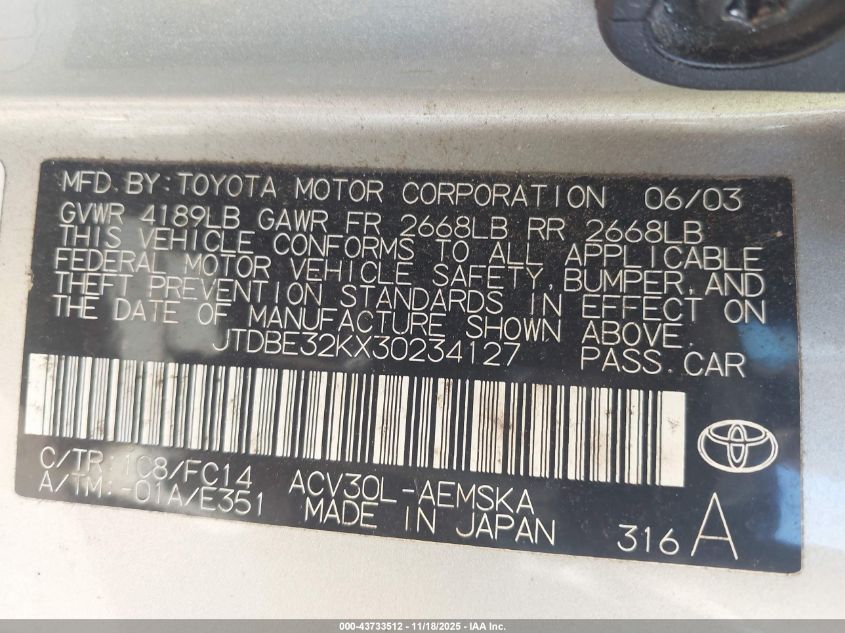 MFD. BY: TOYOTA MOTOR CORPORATION 06/03
GVWR 4189LB GAWR FR 2668LB RR 2668LB
THIS VEHICLE CONFORMS TO ALL APPLICABLE
FEDERAL MOTOR VEHICLE SAFETY, BUMPER, AND
THEFT PREVENTION STANDARDS IN EFFECT ON
THE DATE OF MANUFACTURE SHOWN ABOVE.
JTDBE32KX30234127 PASS. CAR
C/TR: 1C8/FC14
A/TM: -01A/E351
ACV30L-AEMSKA
MADE IN JAPAN
316 A
000-43733512 - 11/18/2025 - IAA Inc.